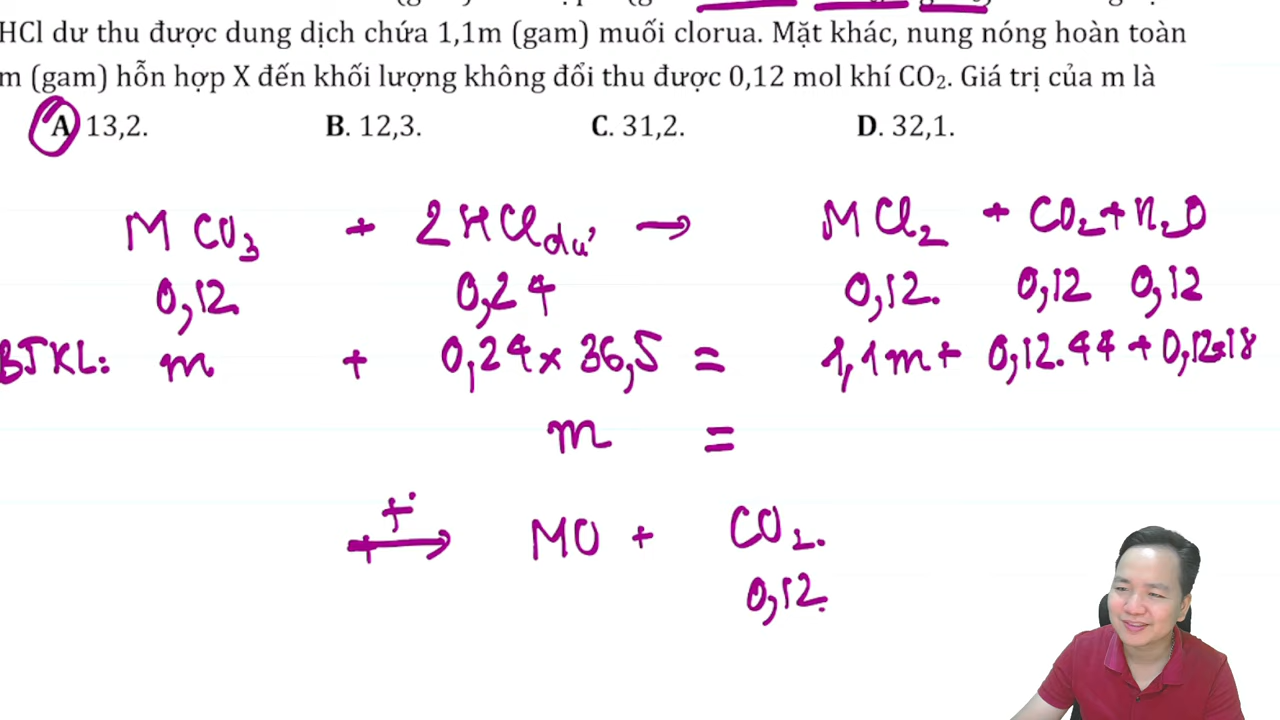 HCl dư thu được dung dịch chứa 1,1m (gam) muối clorua. Mặt khác, nung nóng hoàn toàn
m (gam) hỗn hợp X đến khối lượng không đổi thu được 0,12 mol khí CO₂. Giá trị của m là
A 13,2. B. 12,3. C. 31,2. D. 32,1.
MCO₃ + 2HCl dư → MCl₂ + CO₂ + H₂O
0,12. 0,24 0,12. 0,12 0,12
BTKL: m + 0,24 × 36,5 = 1,1m + 0,12.44 + 0,12.18
m =
t° → MO + CO₂.
0,12.